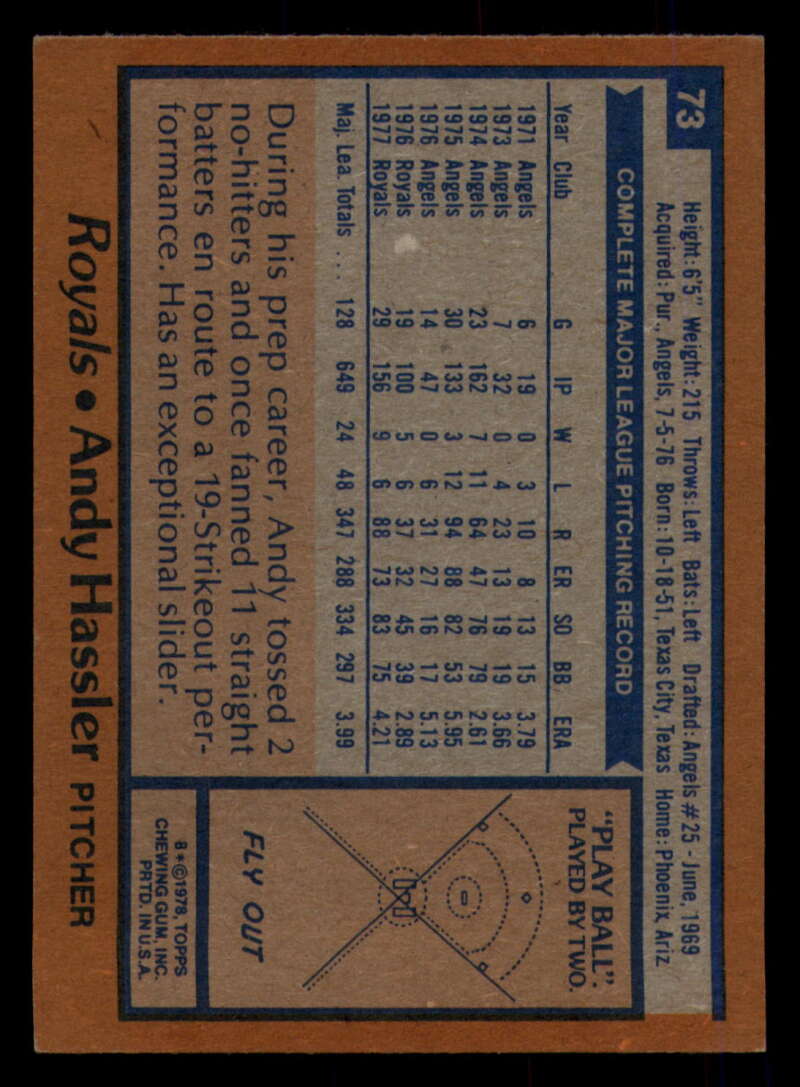 73
Height: 6'5" Weight: 215 Throws: Left Bats: Left Drafted: Angels #25 - June, 1969
Acquired: Pur., Angels, 7-5-76 Born: 10-18-51, Texas City, Texas Home: Phoenix, Ariz
COMPLETE MAJOR LEAGUE PITCHING RECORD
Year Club G IP W L R ER SO BB ERA
1971 Angels 6 19 0 3 10 8 13 15 3.79
1973 Angels 7 32 0 4 23 13 19 19 3.66
1974 Angels 23 162 7 11 64 47 76 79 2.61
1975 Angels 30 133 3 12 94 88 82 53 5.95
1976 Angels 14 47 0 6 31 27 16 17 5.13
1976 Royals 19 100 5 6 37 32 45 39 2.89
1977 Royals 29 156 9 6 88 73 83 75 4.21
Maj. Lea. Totals ... 128 649 24 48 347 288 334 297 3.99
During his prep career, Andy tossed 2
no-hitters and once fanned 11 straight
batters en route to a 19-Strikeout per-
formance. Has an exceptional slider.
"PLAY BALL".
PLAYED BY TWO.
FLY OUT
8*©1978, TOPPS
CHEWING GUM, INC.
PRTD. IN U.S.A.
Royals • Andy Hassler PITCHER